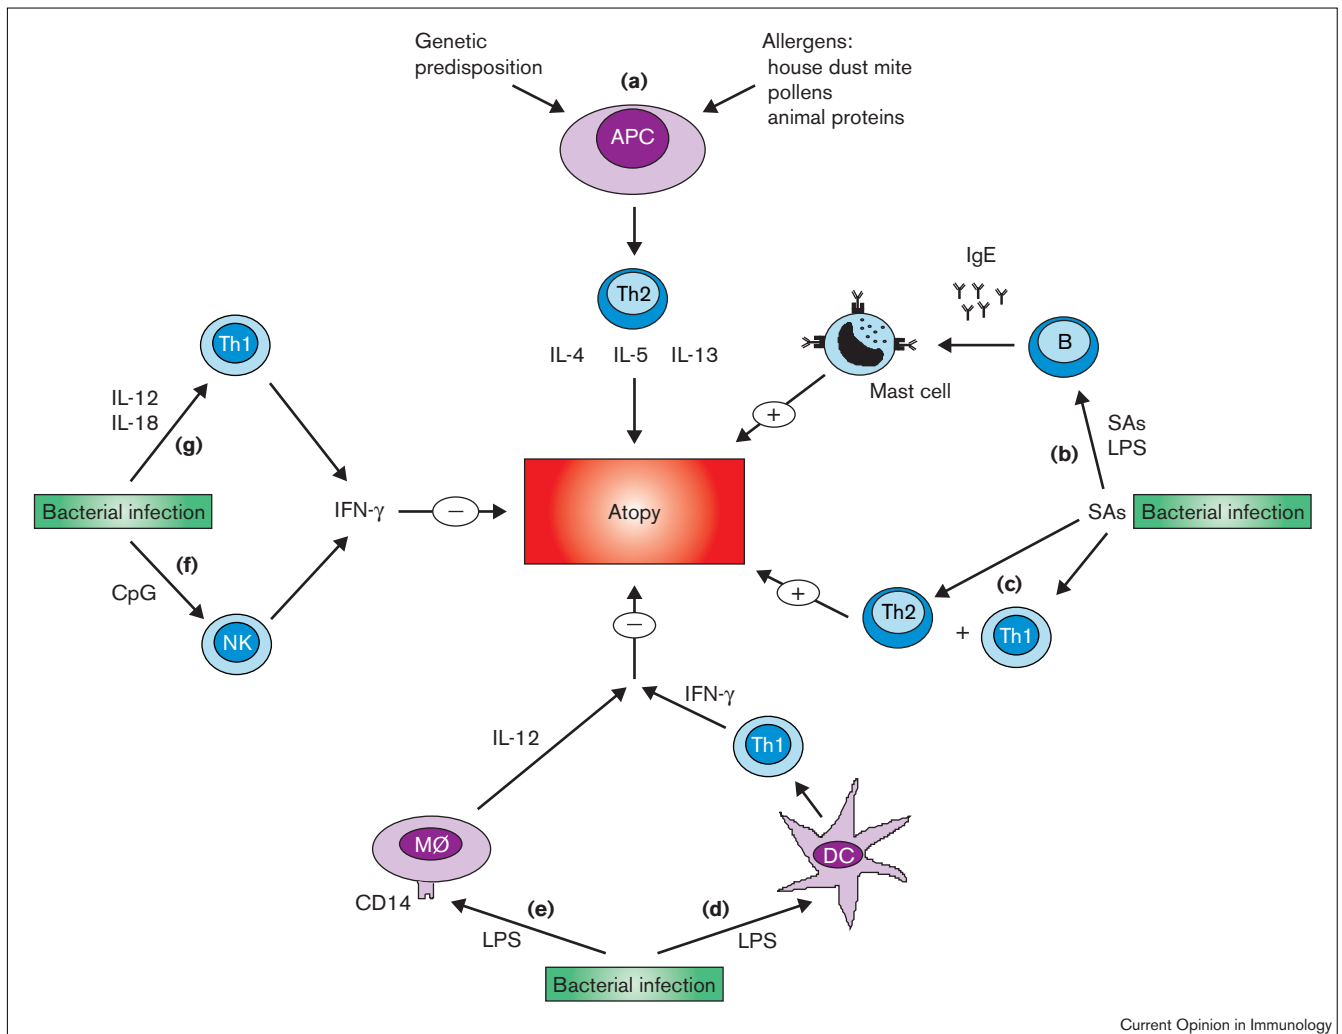 Genetic
predisposition
(a)
Allergens:
house dust mite
pollens
animal proteins
APC
Th2
IL-4 IL-5 IL-13
IgE
B
Mast cell
+
SAs
LPS
(b)
SAs
Bacterial infection
(c)
Th2
+
Th1
+
Atopy
Th1
IL-12
IL-18
(g)
Bacterial infection
IFN-γ
−
(f)
CpG
NK
−
IFN-γ
IL-12
Th1
MØ
DC
CD14
(e)
(d)
LPS
LPS
Bacterial infection
Current Opinion in Immunology